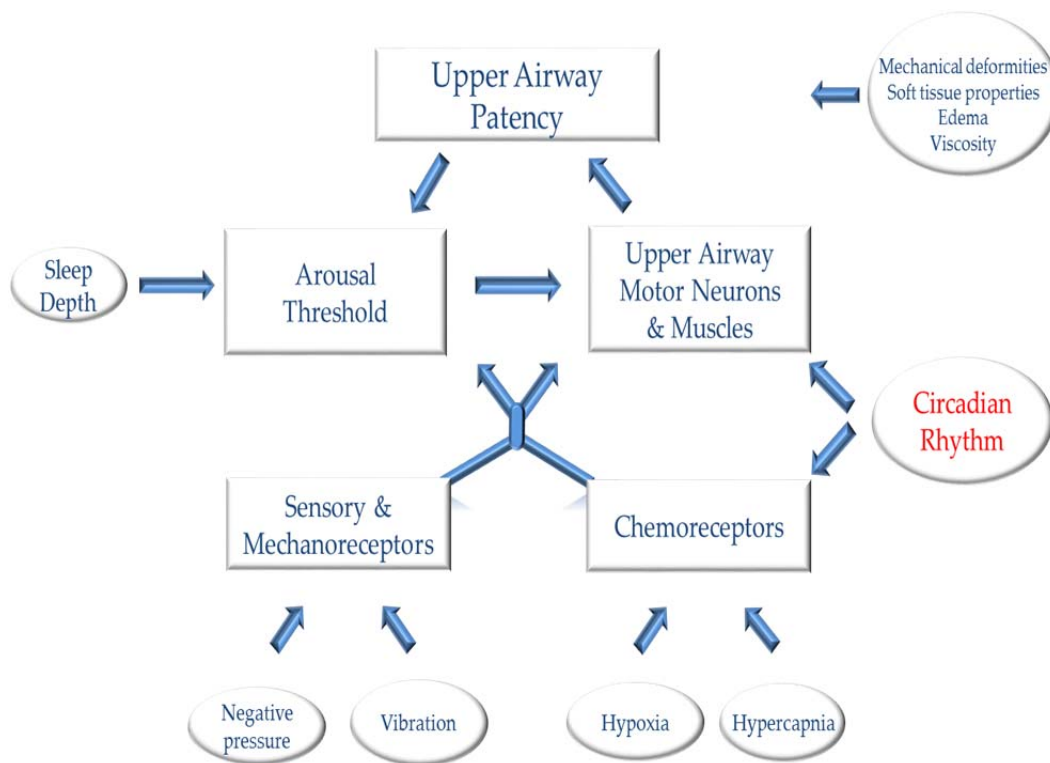 Upper Airway
Patency
Mechanical deformities
Soft tissue properties
Edema
Viscosity
Sleep
Depth
Arousal
Threshold
Upper Airway
Motor Neurons
& Muscles
Circadian
Rhythm
Sensory &
Mechanoreceptors
Chemoreceptors
Negative
pressure
Vibration
Hypoxia
Hypercapnia